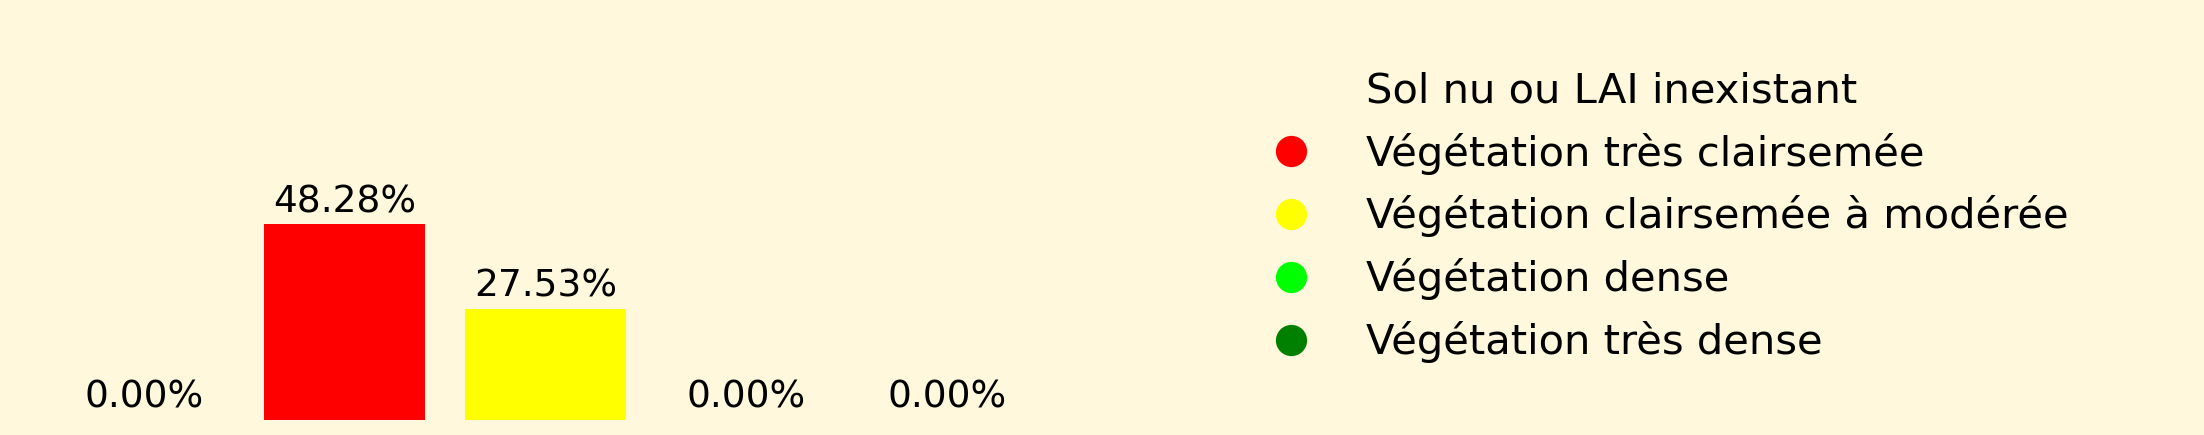 48.28%
27.53%
0.00%
0.00%
0.00%
Sol nu ou LAI inexistant
Végétation très clairsemée
Végétation clairsemée à modérée
Végétation dense
Végétation très dense